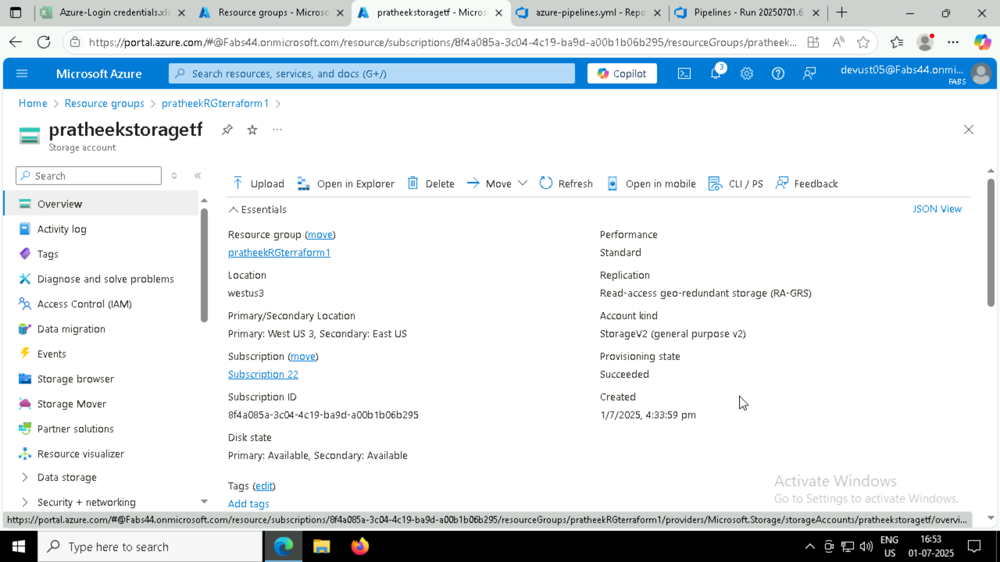 Azure-Login credentials.xls
Resource groups - Microso
pratheekstoragetf - Micros
azure-pipelines.yml - Repo
Pipelines - Run 20250701.6
https://portal.azure.com/#@Fabs44.onmicrosoft.com/resource/subscriptions/8f4a085a-3c04-4c19-ba9d-a00b1b06b295/resourceGroups/pratheek...
Microsoft Azure
Search resources, services, and docs (G+/)
Copilot
3
devust05@Fabs44.onmi...
FABS
Home > Resource groups > pratheekRGterraform1 >
pratheekstoragetf
Storage account
Search
Overview
Activity log
Tags
Diagnose and solve problems
Access Control (IAM)
Data migration
Events
Storage browser
Storage Mover
Partner solutions
Resource visualizer
Data storage
Security + networking
Upload
Open in Explorer
Delete
Move
Refresh
Open in mobile
CLI / PS
Feedback
Essentials
JSON View
Resource group (move)
pratheekRGterraform1
Location
westus3
Primary/Secondary Location
Primary: West US 3, Secondary: East US
Subscription (move)
Subscription 22
Subscription ID
8f4a085a-3c04-4c19-ba9d-a00b1b06b295
Disk state
Primary: Available, Secondary: Available
Tags (edit)
Add tags
Performance
Standard
Replication
Read-access geo-redundant storage (RA-GRS)
Account kind
StorageV2 (general purpose v2)
Provisioning state
Succeeded
Created
1/7/2025, 4:33:59 pm
Activate Windows
Go to Settings to activate Windows.
https://portal.azure.com/#@Fabs44.onmicrosoft.com/resource/subscriptions/8f4a085a-3c04-4c19-ba9d-a00b1b06b295/resourceGroups/pratheekRGterraform1/providers/Microsoft.Storage/storageAccounts/pratheekstoragetf/overvi...
Type here to search
ENG
US
16:53
01-07-2025